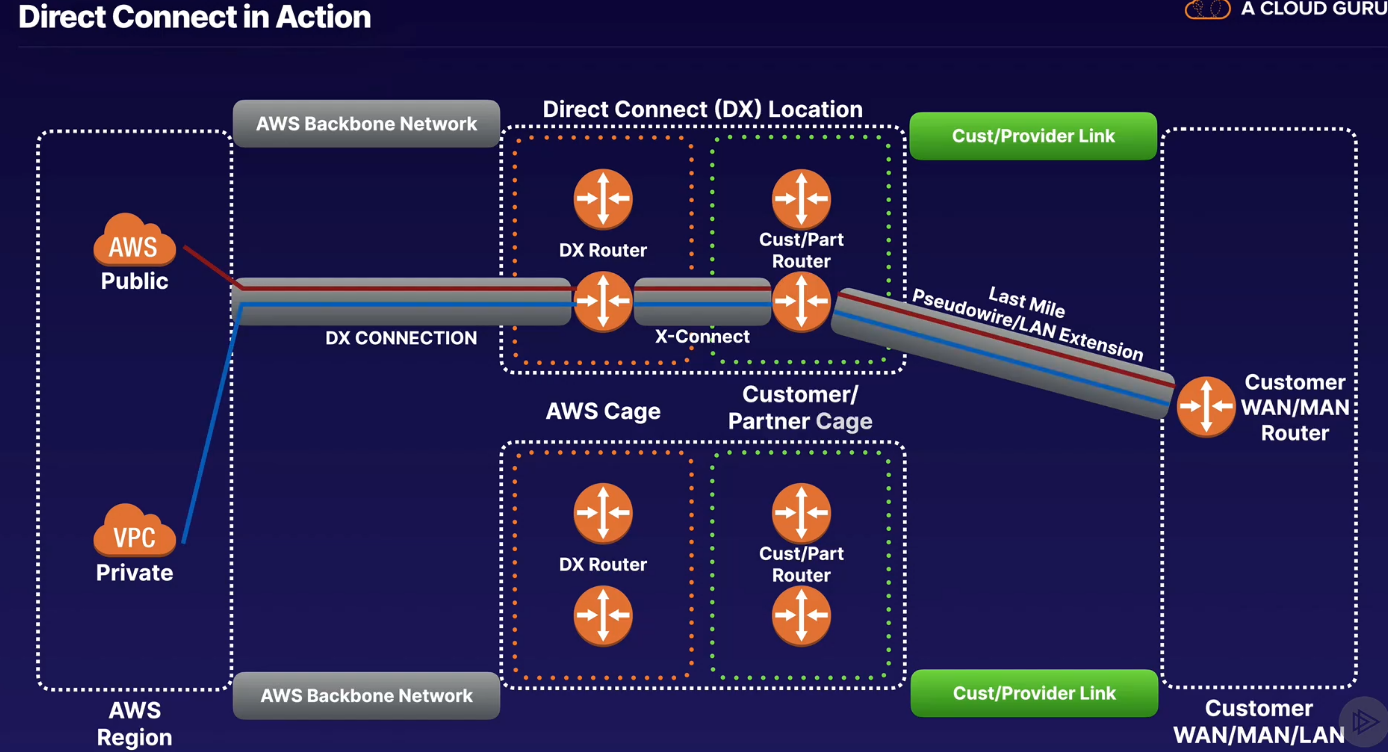 Direct Connect in Action
A CLOUD GURU
AWS Backbone Network
Direct Connect (DX) Location
Cust/Provider Link
AWS
Public
DX Router
Cust/Part
Router
DX CONNECTION
X-Connect
Last Mile
Pseudowire/LAN Extension
Customer
WAN/MAN
Router
AWS Cage
Customer/
Partner Cage
VPC
Private
DX Router
Cust/Part
Router
AWS Backbone Network
Cust/Provider Link
AWS
Region
Customer
WAN/MAN/LAN